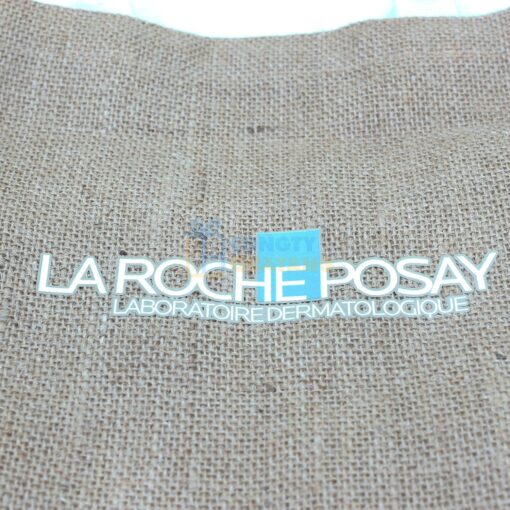 LA ROCHE POSAY
LABORATOIRE DERMATOLOGIQUE